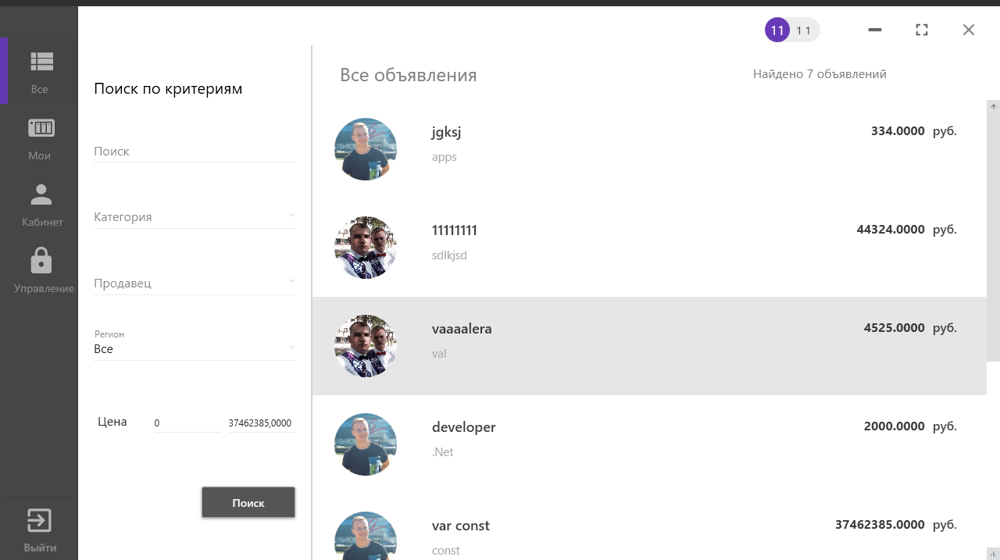 11 1 1
Все
Мои
Кабинет
Управление
Выйти
Поиск по критериям
Поиск
Категория
Продавец
Регион
Все
Цена 0 37462385,0000
Поиск
Все объявления Найдено 7 объявлений
jgksj 334.0000 руб.
apps
11111111 44324.0000 руб.
sdlkjsd
vaaaalera 4525.0000 руб.
val
developer 2000.0000 руб.
.Net
var const 37462385.0000 руб.
const